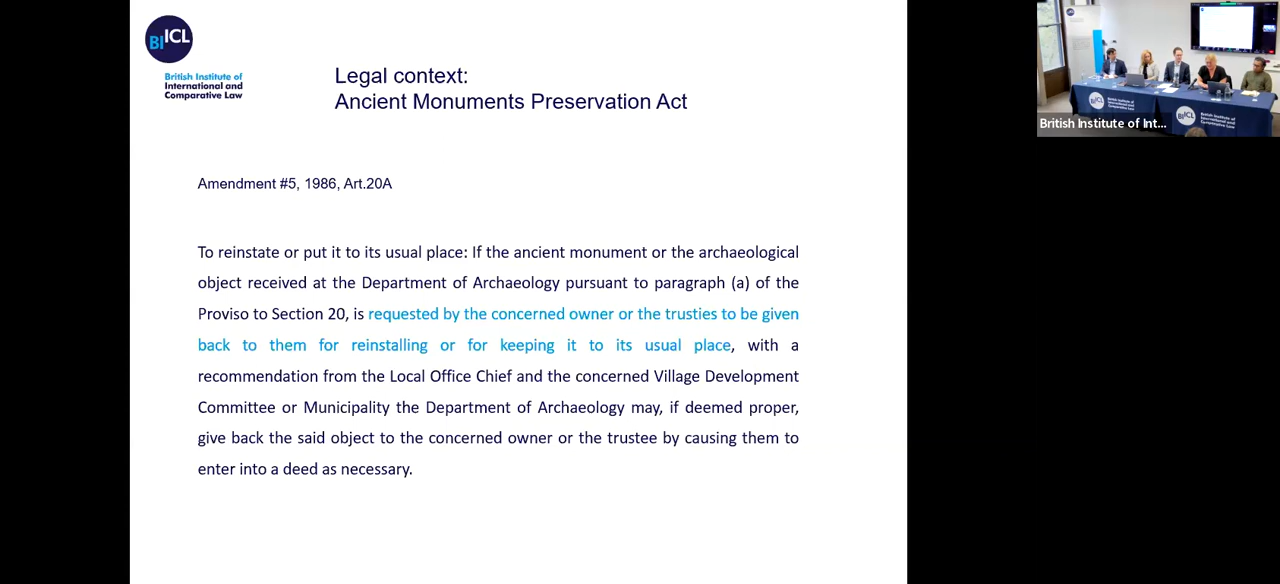 BIICL
British Institute of
International and
Comparative Law
Legal context:
Ancient Monuments Preservation Act
Amendment #5, 1986, Art.20A
To reinstate or put it to its usual place: If the ancient monument or the archaeological
object received at the Department of Archaeology pursuant to paragraph (a) of the
Proviso to Section 20, is requested by the concerned owner or the trusties to be given
back to them for reinstalling or for keeping it to its usual place, with a
recommendation from the Local Office Chief and the concerned Village Development
Committee or Municipality the Department of Archaeology may, if deemed proper,
give back the said object to the concerned owner or the trustee by causing them to
enter into a deed as necessary.
BIICL
BIICL
British Institute of Int...